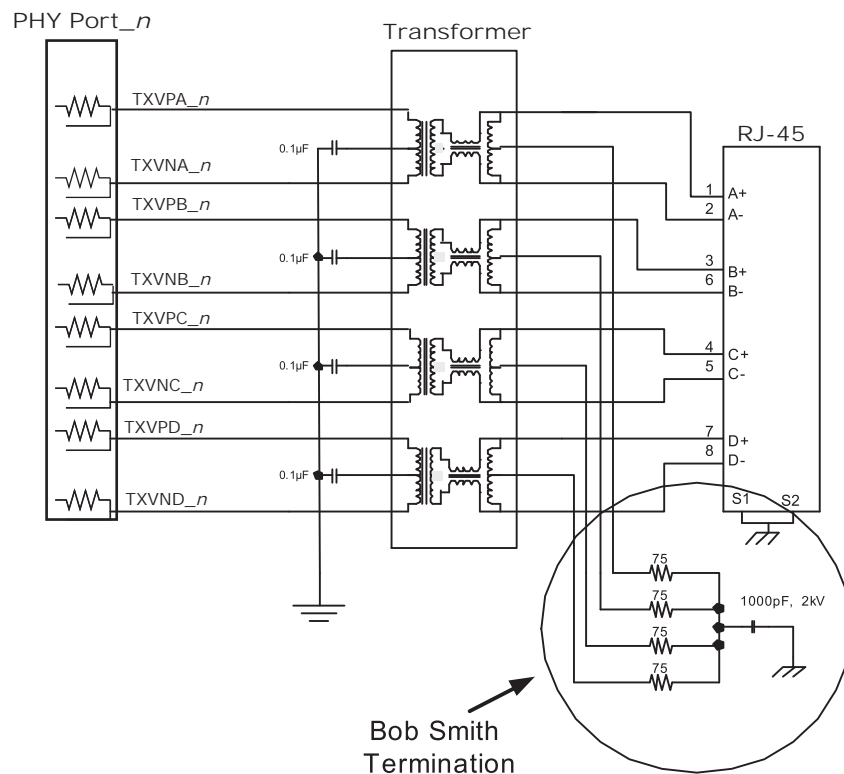 PHY Port_n
Transformer
RJ-45
TXVPA_n
0.1µF
TXVNA_n
TXVPB_n
0.1µF
TXVNB_n
TXVPC_n
0.1µF
TXVNC_n
TXVPD_n
0.1µF
TXVND_n
1 A+
2 A-
3 B+
6 B-
4 C+
5 C-
7 D+
8 D-
S1 S2
75
75
75
75
1000pF, 2kV
Bob Smith
Termination